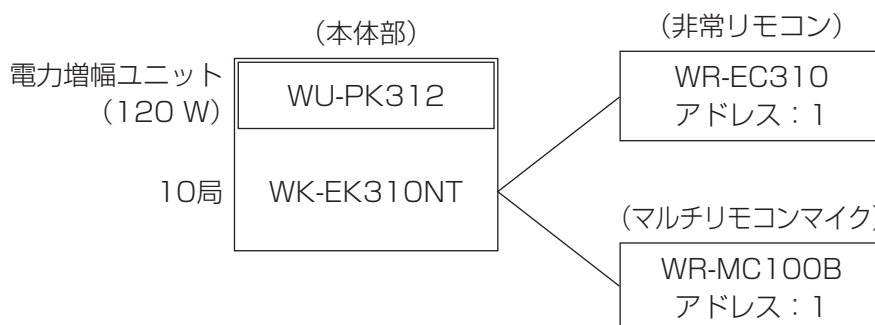 (本体部)
電力増幅ユニット
(120 W)
WU-PK312
10局
WK-EK310NT
(非常リモコン)
WR-EC310
アドレス：1
(マルチリモコンマイク)
WR-MC100B
アドレス：1